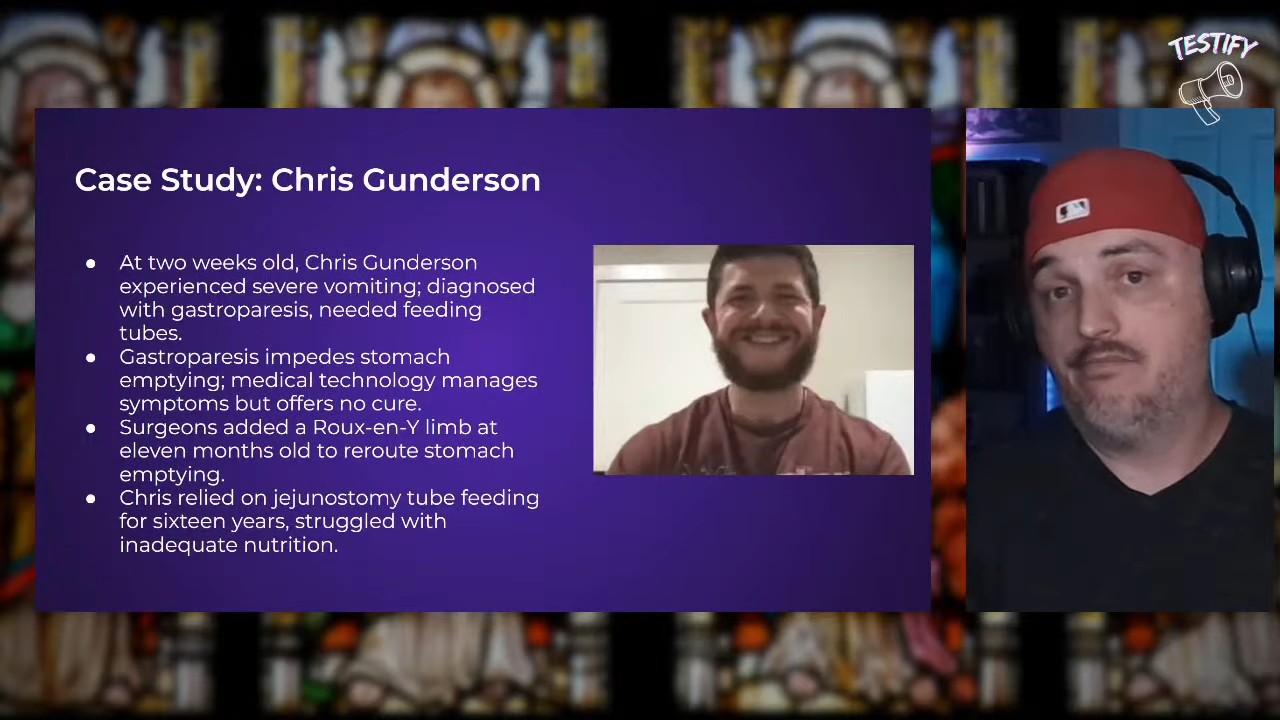 TESTIFY
Case Study: Chris Gunderson
● At two weeks old, Chris Gunderson
experienced severe vomiting; diagnosed
with gastroparesis, needed feeding
tubes.
● Gastroparesis impedes stomach
emptying; medical technology manages
symptoms but offers no cure.
● Surgeons added a Roux-en-Y limb at
eleven months old to reroute stomach
emptying.
● Chris relied on jejunostomy tube feeding
for sixteen years, struggled with
inadequate nutrition.